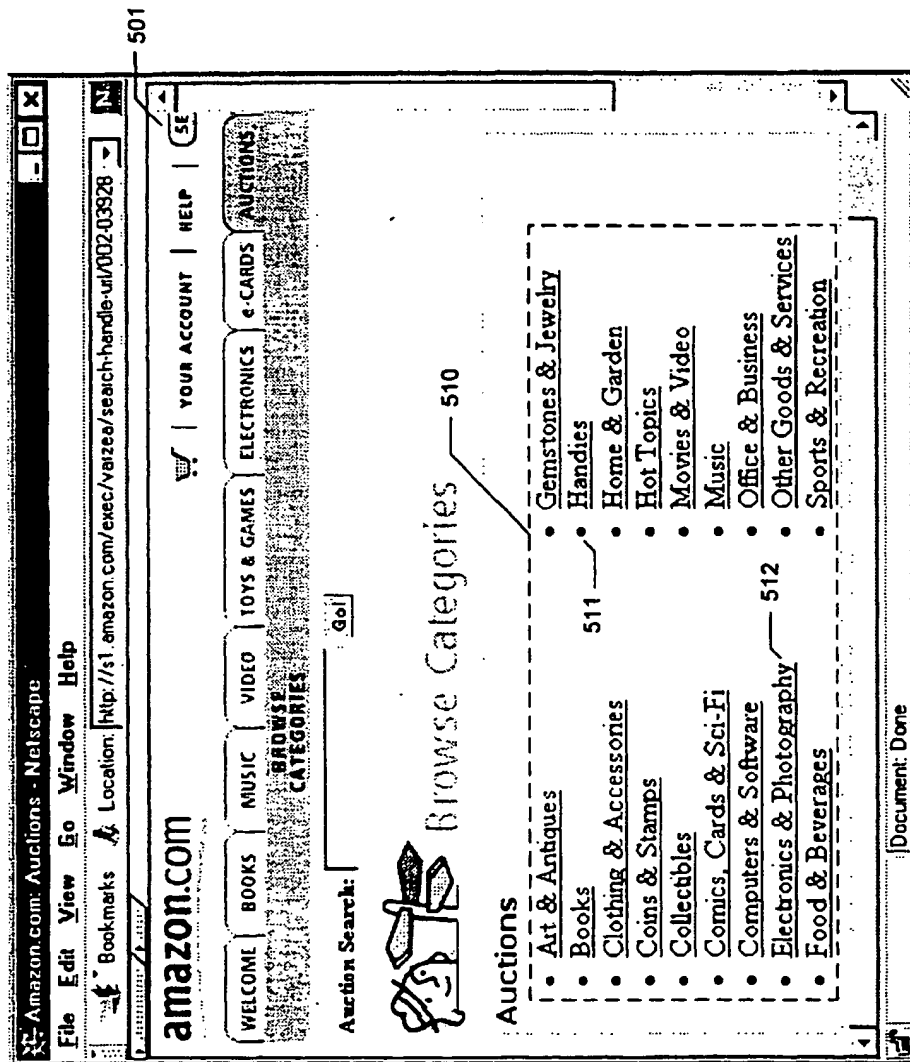 Amazon.com: Auctions - Netscape
File Edit View Go Window Help
Bookmarks Location: http://s1.amazon.com/exec/varzea/search-handle-url/002-03928
N
501
amazon.com
YOUR ACCOUNT | HELP | SE
WELCOME BOOKS MUSIC VIDEO TOYS & GAMES ELECTRONICS e-CARDS AUCTIONS
BROWSE
CATEGORIES
Auction Search: Go!
Browse Categories
510
Auctions
• Art & Antiques
• Books
• Clothing & Accessories
• Coins & Stamps
• Collectibles
• Comics, Cards & Sci-Fi
• Computers & Software
• Electronics & Photography
• Food & Beverages
511
512
• Gemstones & Jewelry
• Handies
• Home & Garden
• Hot Topics
• Movies & Video
• Music
• Office & Business
• Other Goods & Services
• Sports & Recreation
Document: Done